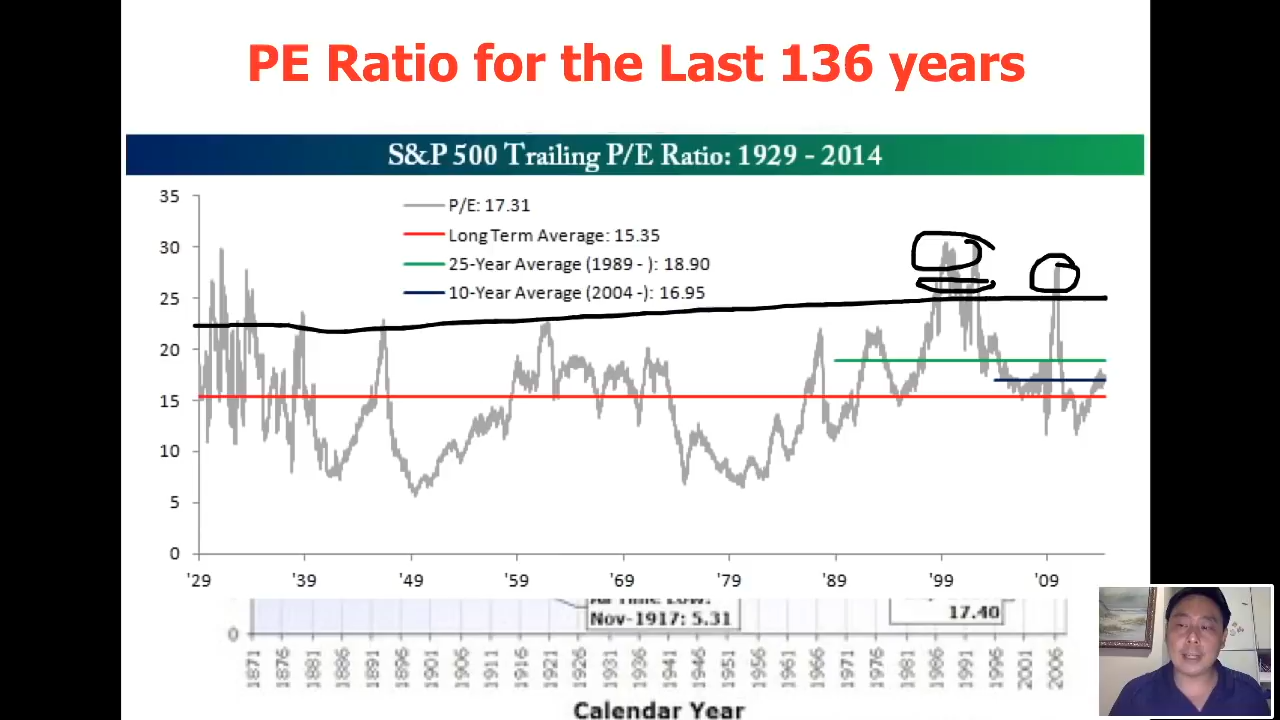 PE Ratio for the Last 136 years
S&P 500 Trailing P/E Ratio: 1929 - 2014
35
30
25
20
15
10
5
0
P/E: 17.31
Long Term Average: 15.35
25-Year Average (1989 - ): 18.90
10-Year Average (2004 -): 16.95
'29 '39 '49 '59 '69 '79 '89 '99 '09
All Time Low:
Nov-1917: 5.31
17.40
0
1871 1876 1881 1886 1891 1896 1901 1906 1911 1916 1921 1926 1931 1936 1941 1946 1951 1956 1961 1966 1971 1976 1981 1986 1991 1996 2001 2006
Calendar Year